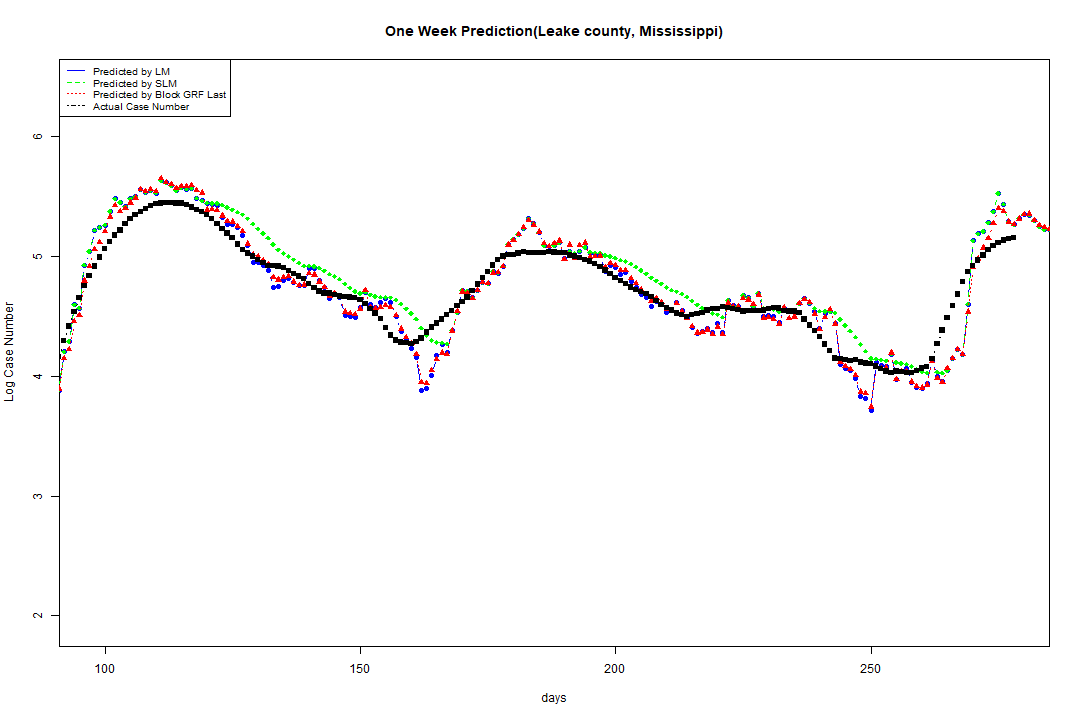 One Week Prediction(Leake county, Mississippi)
Predicted by LM
Predicted by SLM
Predicted by Block GRF Last
Actual Case Number
6
5
4
3
2
Log Case Number
100 150 200 250
days